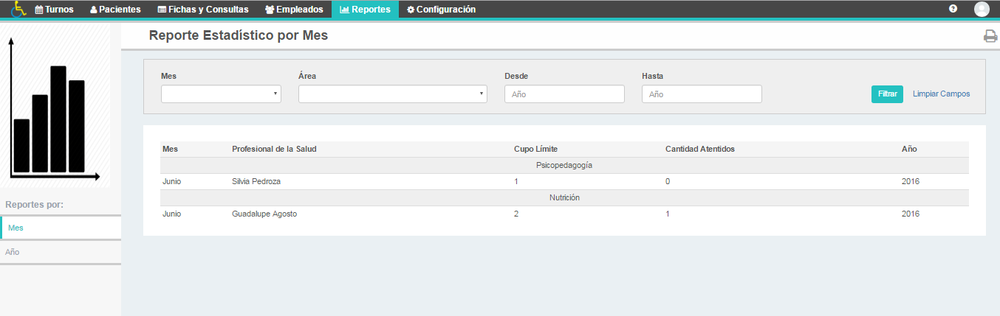 Turnos Pacientes Fichas y Consultas Empleados Reportes Configuración
Reporte Estadístico por Mes
Mes Área Desde Hasta
Año Año Filtrar Limpiar Campos
Mes Profesional de la Salud Cupo Límite Cantidad Atentidos Año
Psicopedagogía
Junio Silvia Pedroza 1 0 2016
Nutrición
Junio Guadalupe Agosto 2 1 2016
Reportes por:
Mes
Año